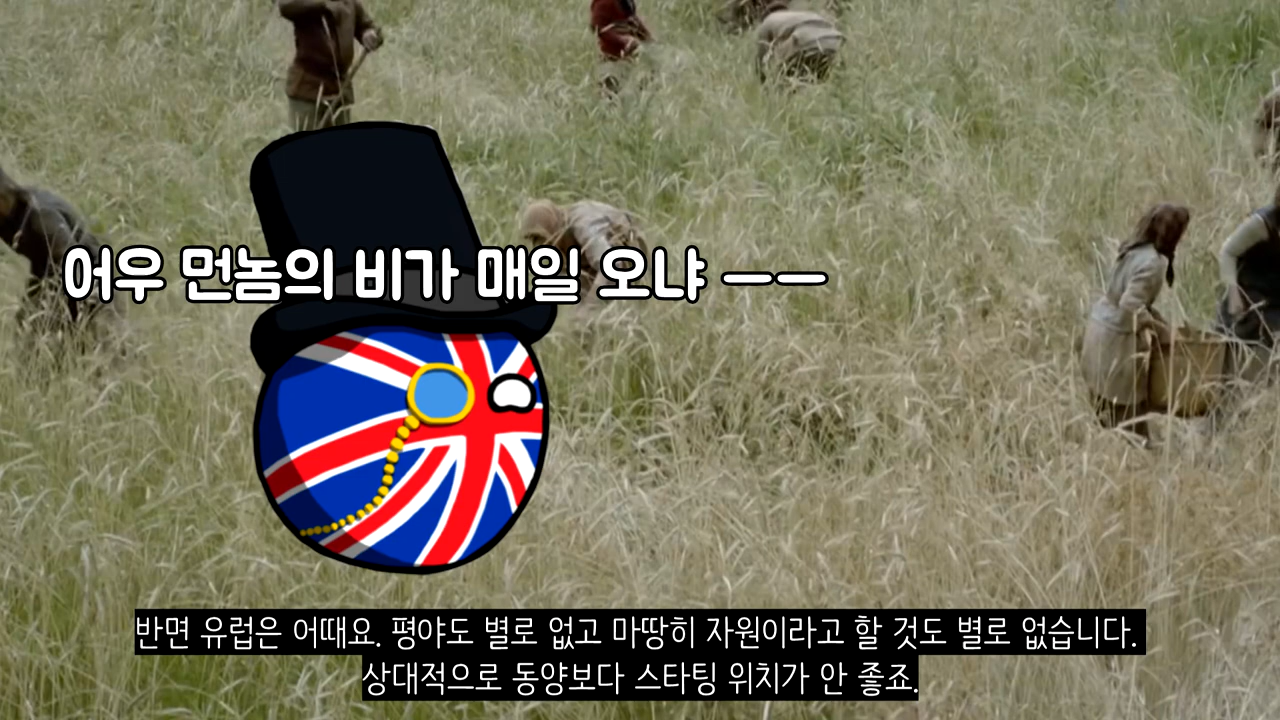 어우 먼놈의 비가 매일 오냐 ㅡㅡ
반면 유럽은 어때요. 평야도 별로 없고 마땅히 자원이라고 할 것도 별로 없습니다.
상대적으로 동양보다 스타팅 위치가 안 좋죠.